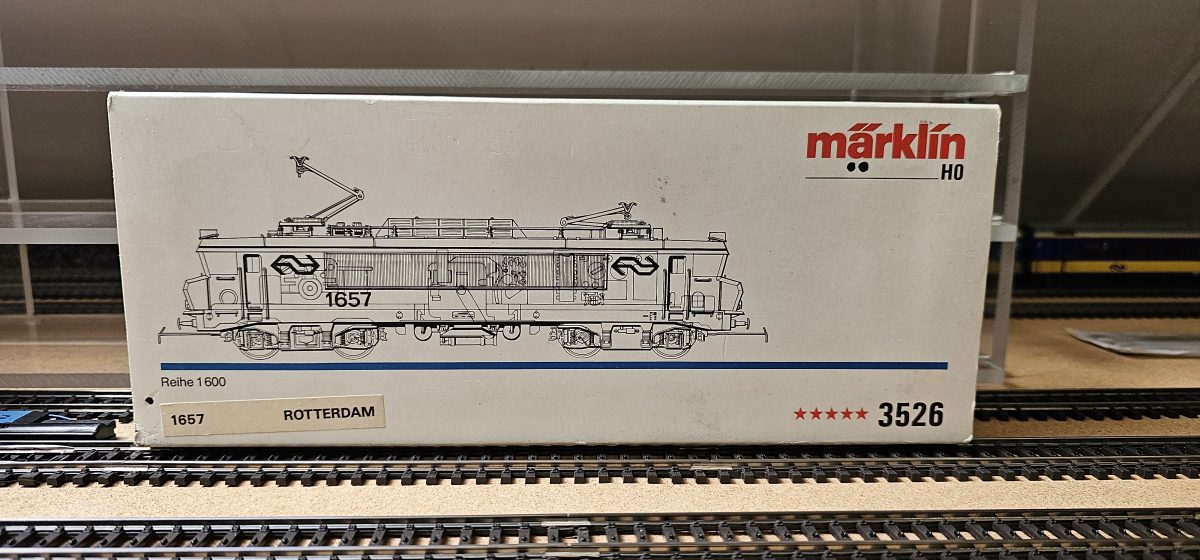 märklin
H0
1657
Reihe 1600
1657 ROTTERDAM
★★★★★ 3526